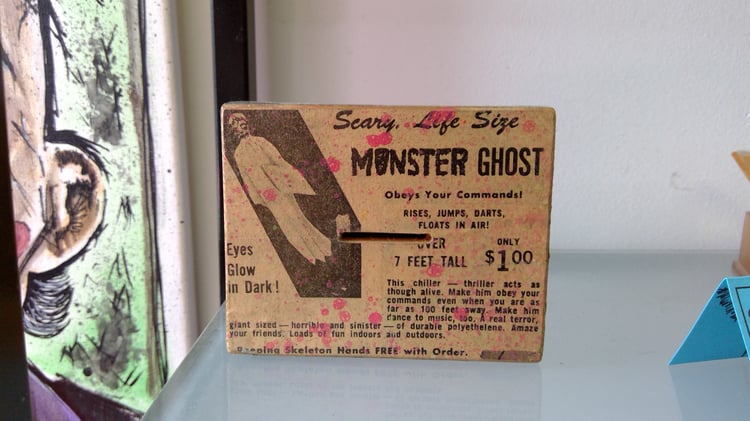 Scary, Life Size
MONSTER GHOST
Obeys Your Commands!
RISES, JUMPS, DARTS,
FLOATS IN AIR!
OVER
7 FEET TALL
ONLY
$1.00
Eyes
Glow
in Dark!
This chiller — thriller acts as
though alive. Make him obey your
commands even when you are as
far as 100 feet away. Make him
dance to music, too. A real terror,
giant sized — horrible and sinister — of durable polyethelene. Amaze
your friends. Loads of fun indoors and outdoors.
Skeleton Hands FREE with Order.